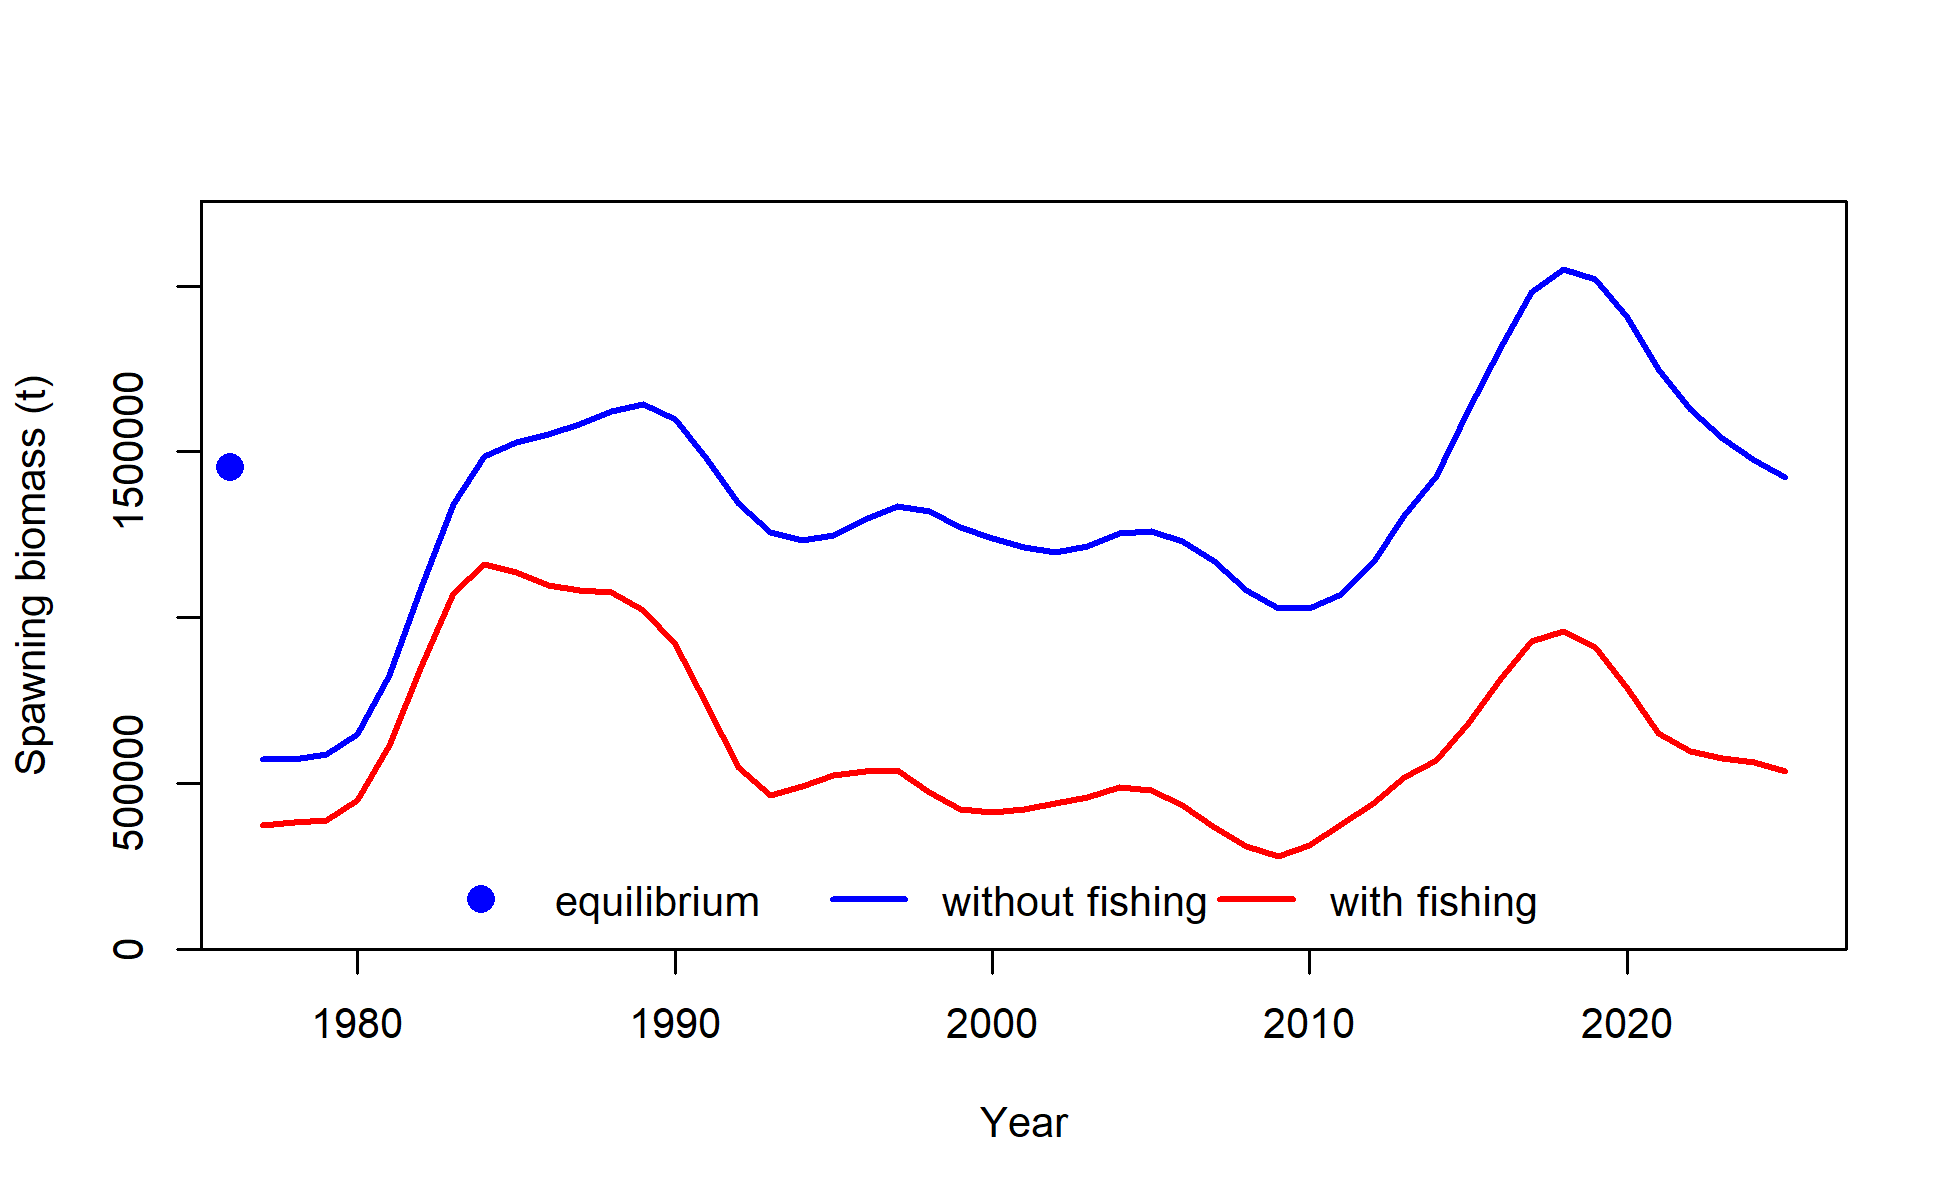 Spawning biomass (t)
1500000
500000
0
equilibrium without fishing with fishing
1980 1990 2000 2010 2020
Year